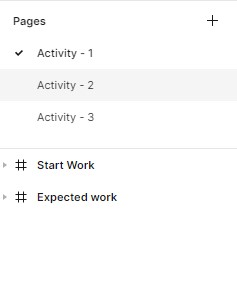 Pages
Activity - 1
Activity - 2
Activity - 3
Start Work
Expected work